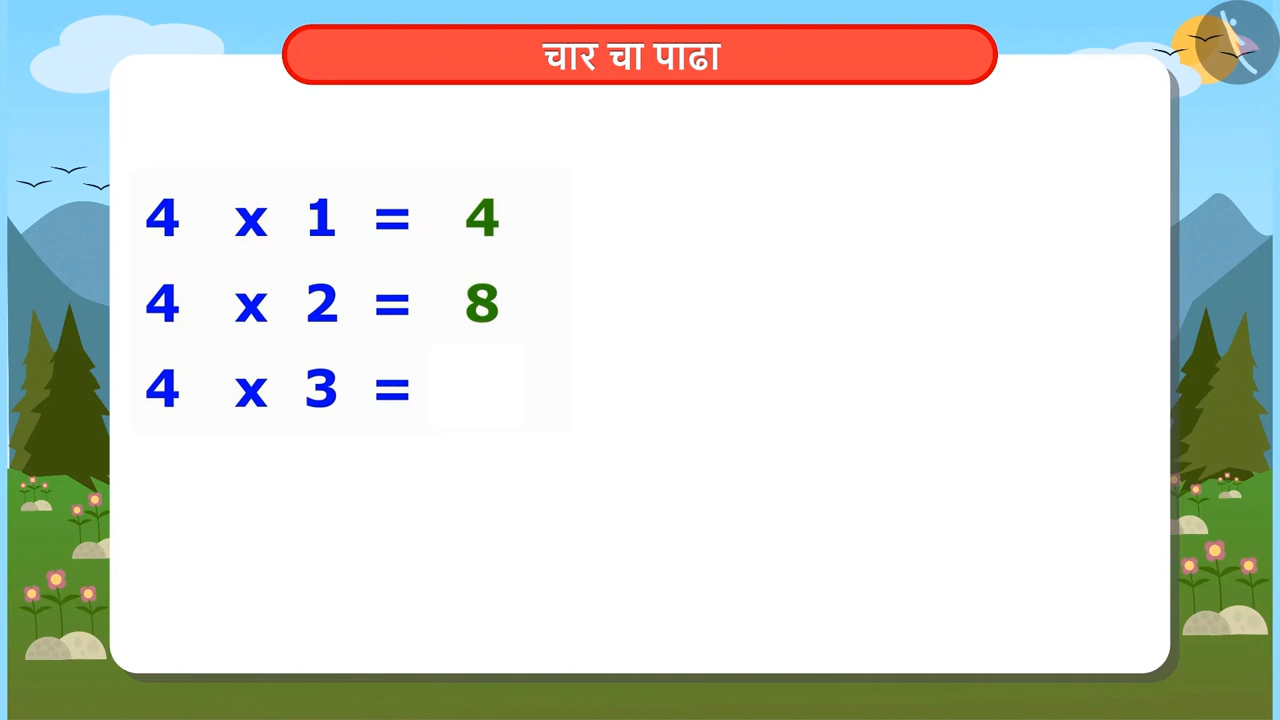 चार चा पाढा
4 x 1 = 4
4 x 2 = 8
4 x 3 =